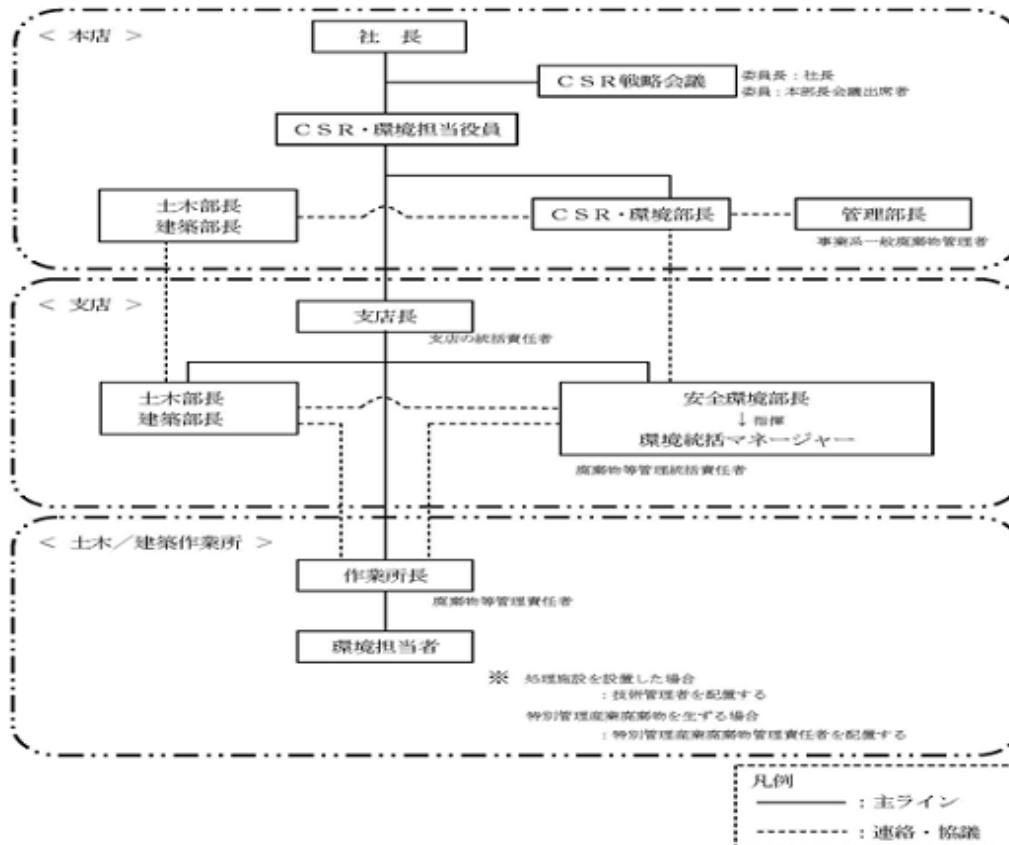 ＜ 本店 ＞
社 長
ＣＳＲ戦略会議
委員長：社長
委員：本部長会議出席者
ＣＳＲ・環境担当役員
土木部長
建築部長
ＣＳＲ・環境部長
管理部長
事業系一般廃棄物管理者
＜ 支店 ＞
支店長
支店の統括責任者
土木部長
建築部長
安全環境部長
↓ 指揮
環境統括マネージャー
廃棄物等管理統括責任者
＜ 土木／建築作業所 ＞
作業所長
廃棄物等管理責任者
環境担当者
※ 処理施設を設置した場合
：技術管理者を配置する
特別管理産業廃棄物を生ずる場合
：特別管理産業廃棄物管理責任者を配置する
凡例
：主ライン
：連絡・協議